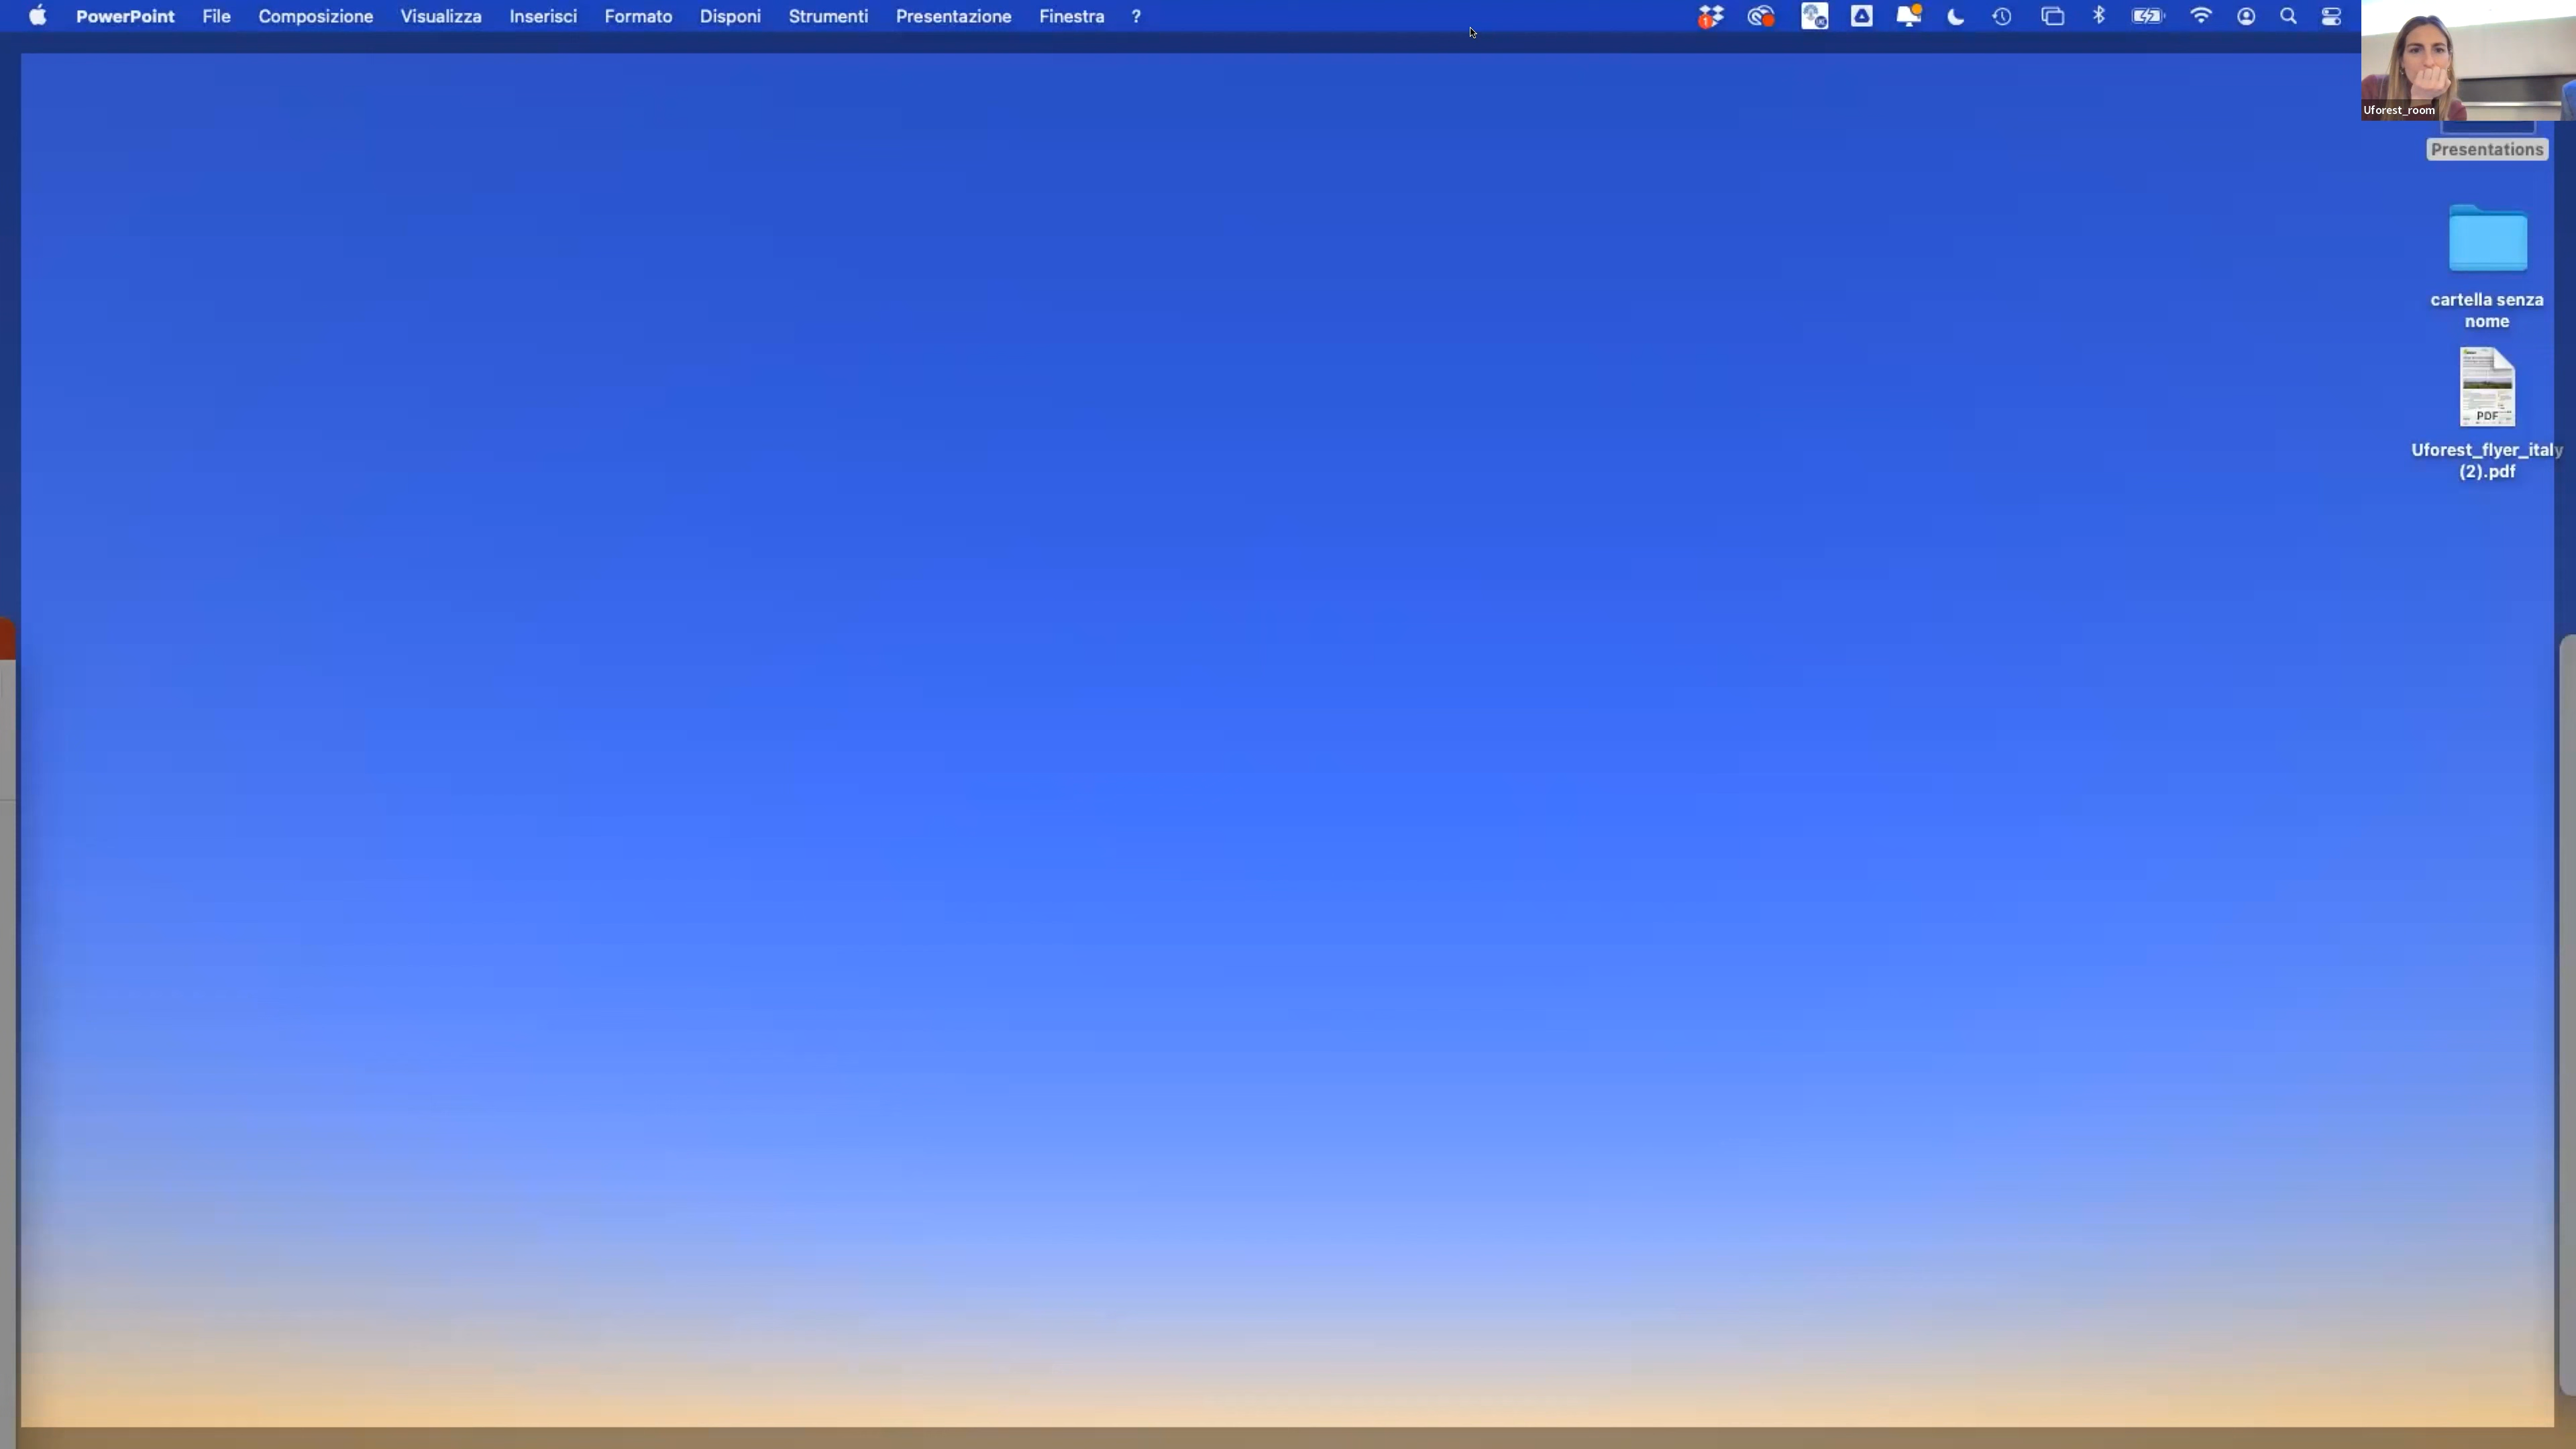 PowerPoint File Composizione Visualizza Inserisci Formato Disponi Strumenti Presentazione Finestra ?
Uforest_room
Presentations
cartella senza
nome
PDF
Uforest_flyer_italy
(2).pdf